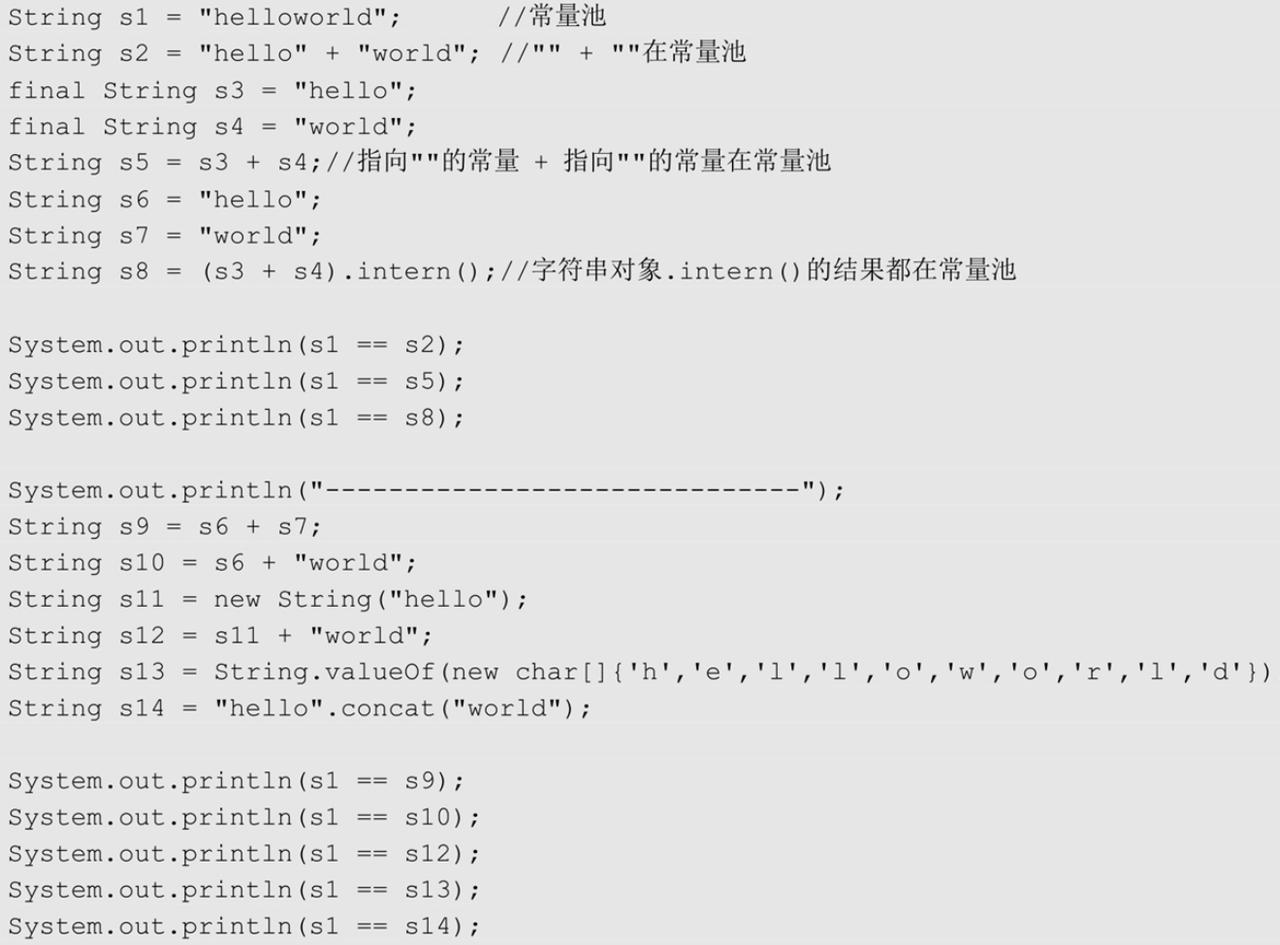 String s1 = "helloworld";      //常量池
String s2 = "hello" + "world"; //"" + ""在常量池
final String s3 = "hello";
final String s4 = "world";
String s5 = s3 + s4;//指向""的常量 + 指向""的常量在常量池
String s6 = "hello";
String s7 = "world";
String s8 = (s3 + s4).intern();//字符串对象.intern()的结果都在常量池
System.out.println(s1 == s2);
System.out.println(s1 == s5);
System.out.println(s1 == s8);
System.out.println("------------------------------");
String s9 = s6 + s7;
String s10 = s6 + "world";
String s11 = new String("hello");
String s12 = s11 + "world";
String s13 = String.valueOf(new char[]{'h','e','l','l','o','w','o','r','l','d'})
String s14 = "hello".concat("world");
System.out.println(s1 == s9);
System.out.println(s1 == s10);
System.out.println(s1 == s12);
System.out.println(s1 == s13);
System.out.println(s1 == s14);